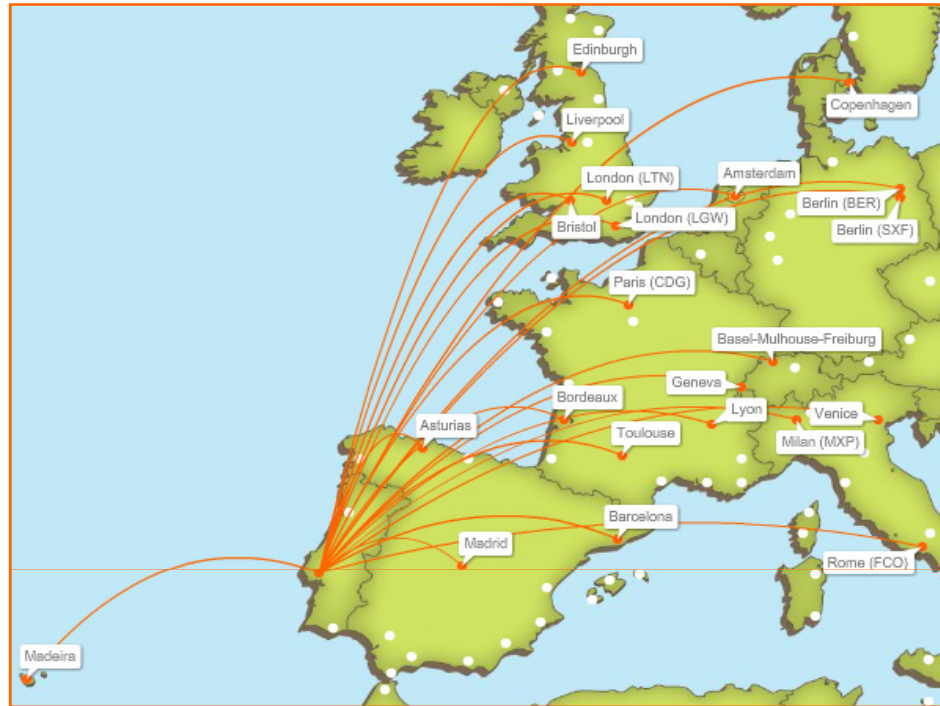 Edinburgh
Copenhagen
Liverpool
London (LTN)
Amsterdam
Berlin (BER)
Bristol
London (LGW)
Berlin (SXF)
Paris (CDG)
Basel-Mulhouse-Freiburg
Geneva
Bordeaux
Lyon
Venice
Asturias
Toulouse
Milan (MXP)
Barcelona
Madrid
Rome (FCO)
Madeira